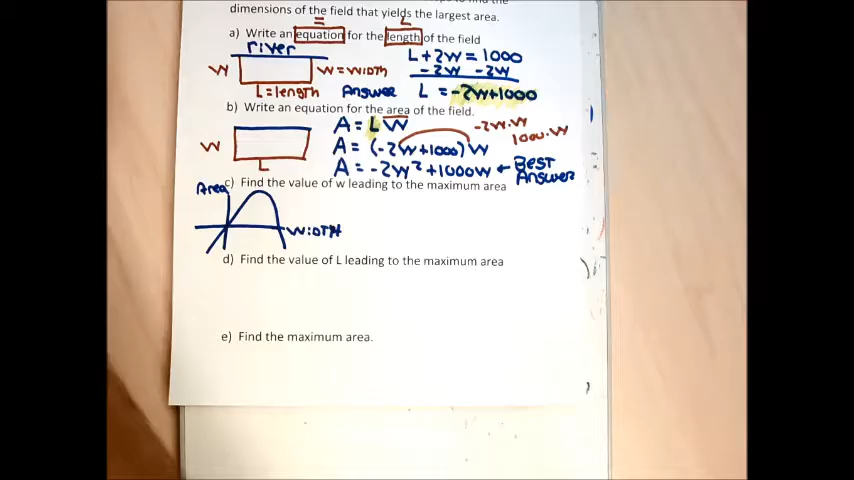 dimensions of the field that yields the largest area.
= L
a) Write an equation for the length of the field
river
L+2W=1000
W W=WIDTH -2W -2W
L=length Answer L = -2W+1000
b) Write an equation for the area of the field.
A = LW -2W·W
W A = (-2W+1000)W 1000·W
L A = -2W²+1000W ← BEST ANSWER
c) Find the value of w leading to the maximum area
Area
WIDTH
d) Find the value of L leading to the maximum area
e) Find the maximum area.